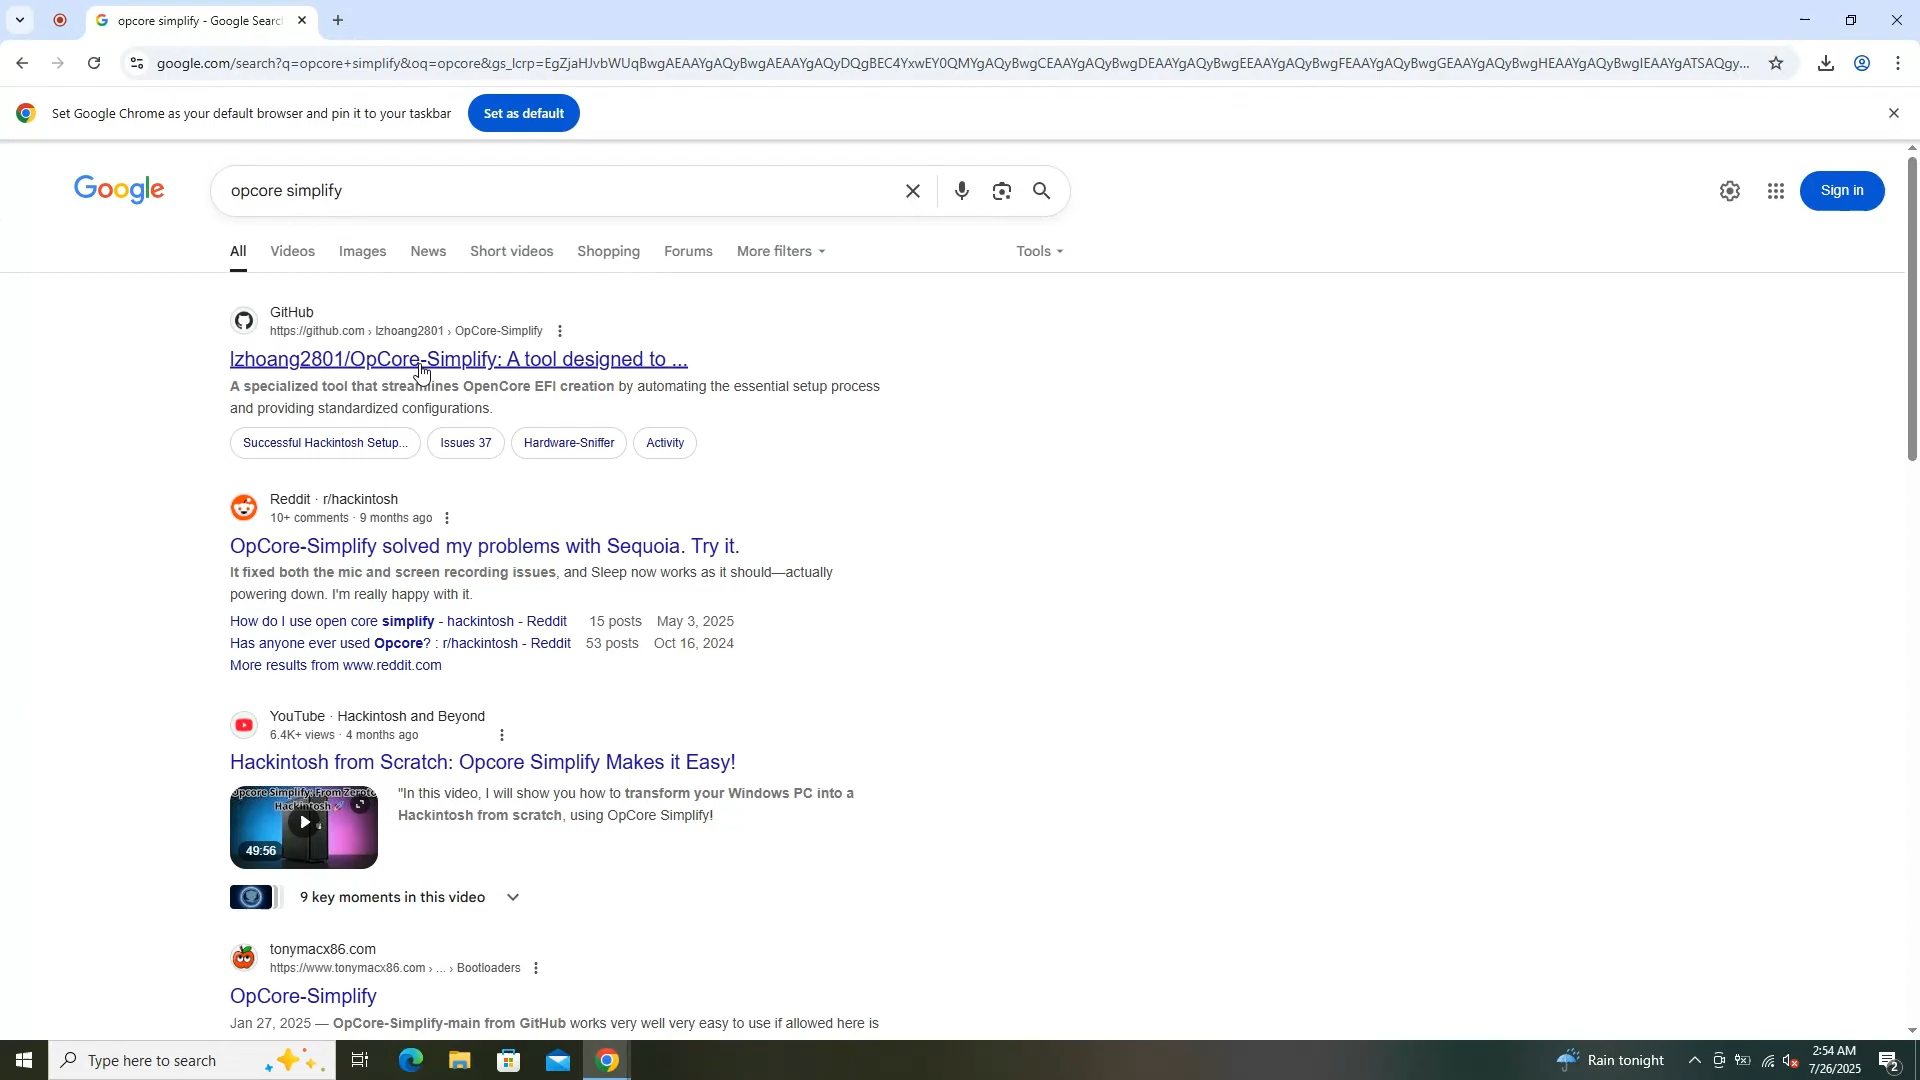 opcore simplify - Google Searc
google.com/search?q=opcore+simplify&oq=opcore&gs_lcrp=EgZjaHJvbWUqBwgAEAAYgAQyBwgAEAAYgAQyDQgBEC4YxwEY0QMYgAQyBwgCEAAYgAQyBwgDEAAYgAQyBwgEEAAYgAQyBwgFEAAYgAQyBwgGEAAYgAQyBwgHEAAYgAQyBwgIEAAYgATSAQgy...
Set Google Chrome as your default browser and pin it to your taskbar
Set as default
Google
opcore simplify
Sign in
All Videos Images News Short videos Shopping Forums More filters Tools
GitHub
https://github.com › lzhoang2801 › OpCore-Simplify
lzhoang2801/OpCore-Simplify: A tool designed to ...
A specialized tool that streamlines OpenCore EFI creation by automating the essential setup process
and providing standardized configurations.
Successful Hackintosh Setup... Issues 37 Hardware-Sniffer Activity
Reddit · r/hackintosh
10+ comments · 9 months ago
OpCore-Simplify solved my problems with Sequoia. Try it.
It fixed both the mic and screen recording issues, and Sleep now works as it should—actually
powering down. I'm really happy with it.
How do I use open core simplify - hackintosh - Reddit 15 posts May 3, 2025
Has anyone ever used Opcore? : r/hackintosh - Reddit 53 posts Oct 16, 2024
More results from www.reddit.com
YouTube · Hackintosh and Beyond
6.4K+ views · 4 months ago
Hackintosh from Scratch: Opcore Simplify Makes it Easy!
Opcore Simplify: From Zero to
Hackintosh
49:56
"In this video, I will show you how to transform your Windows PC into a
Hackintosh from scratch, using OpCore Simplify!
9 key moments in this video
tonymacx86.com
https://www.tonymacx86.com › ... › Bootloaders
OpCore-Simplify
Jan 27, 2025 — OpCore-Simplify-main from GitHub works very well very easy to use if allowed here is
Type here to search
Rain tonight
2:54 AM
7/26/2025
2